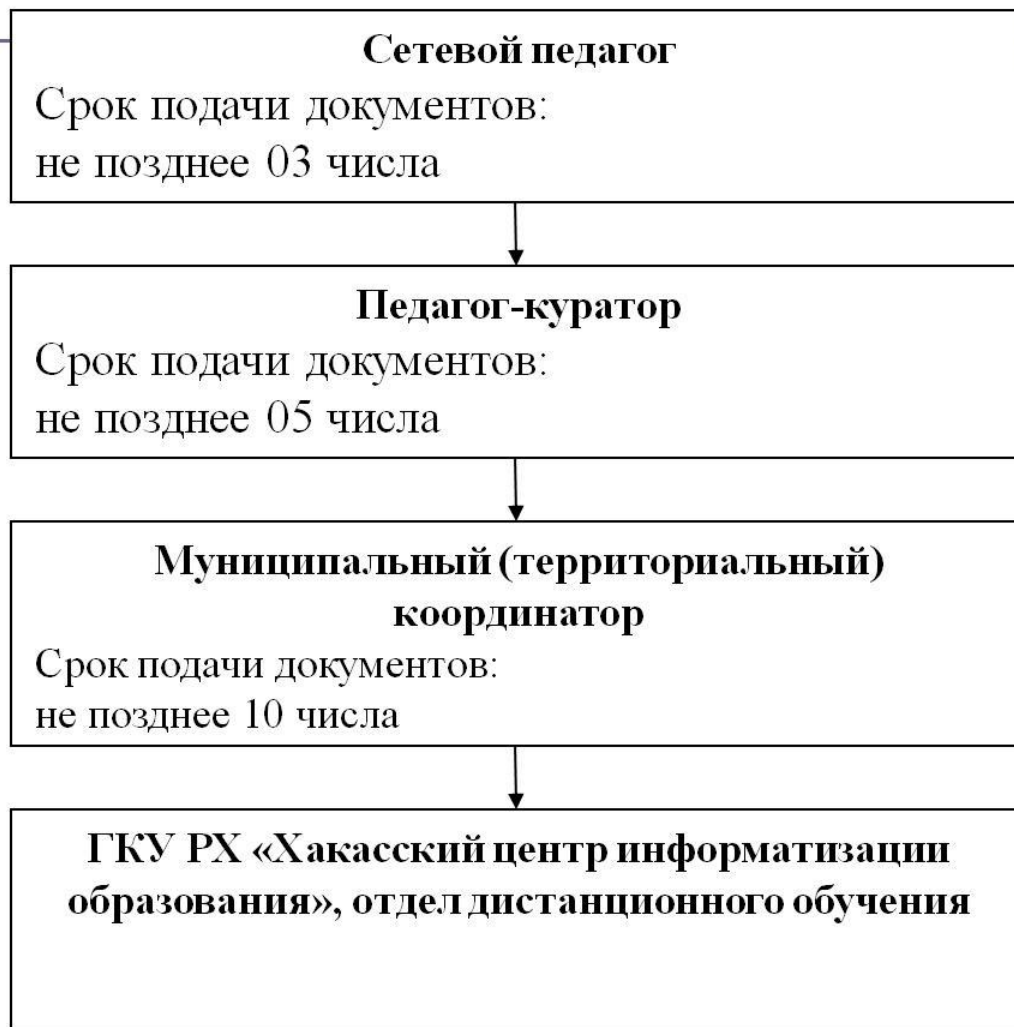 Сетевой педагог
Срок подачи документов:
не позднее 03 числа
Педагог-куратор
Срок подачи документов:
не позднее 05 числа
Муниципальный (территориальный)
координатор
Срок подачи документов:
не позднее 10 числа
ГКУ РХ «Хакасский центр информатизации
образования», отдел дистанционного обучения